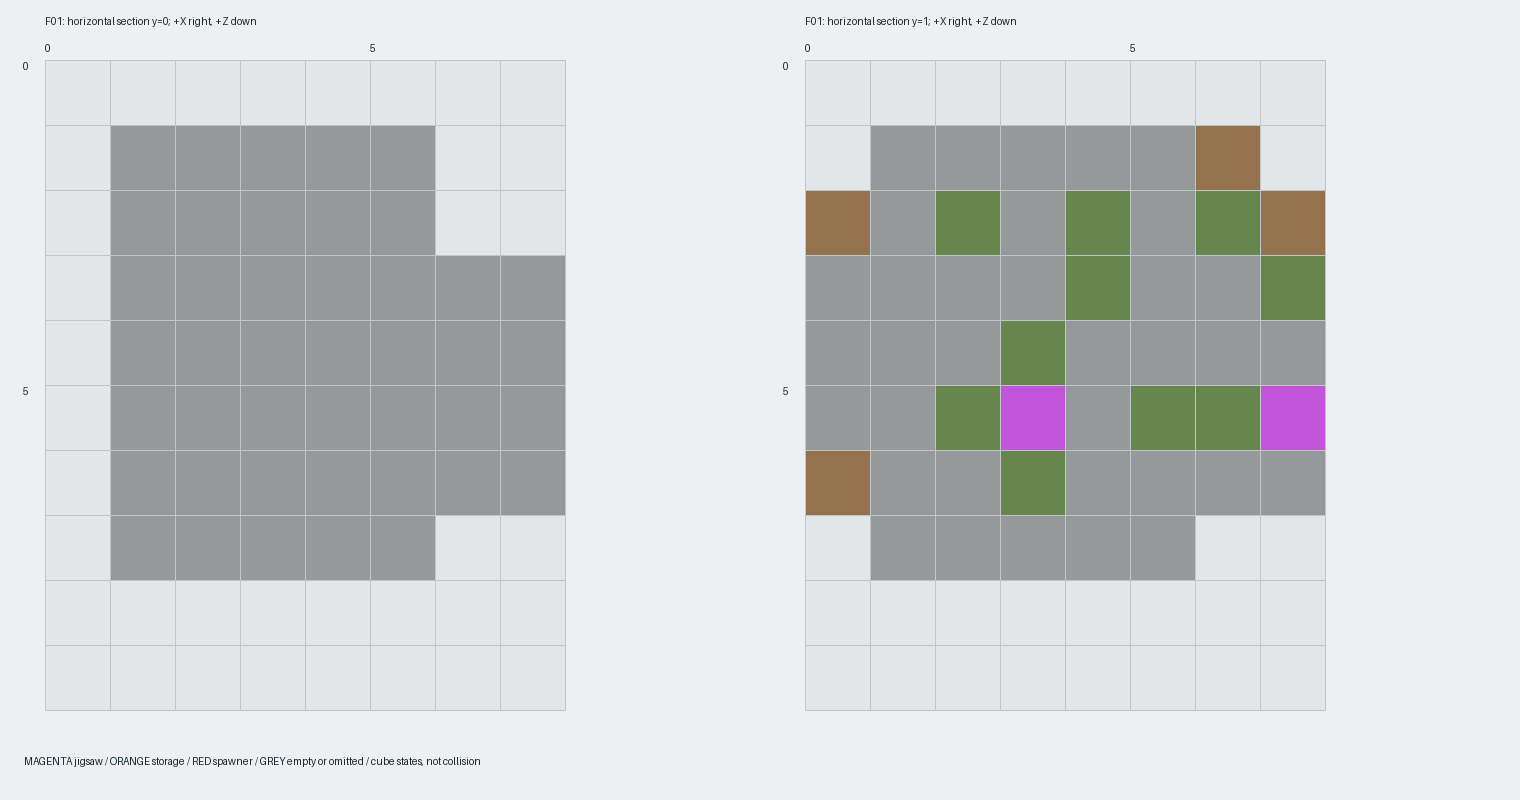 F01: horizontal section y=0; +X right, +Z down
F01: horizontal section y=1; +X right, +Z down
0 5
0 5
0
0
5
5
MAGENTA jigsaw / ORANGE storage / RED spawner / GREY empty or omitted / cube states, not collision